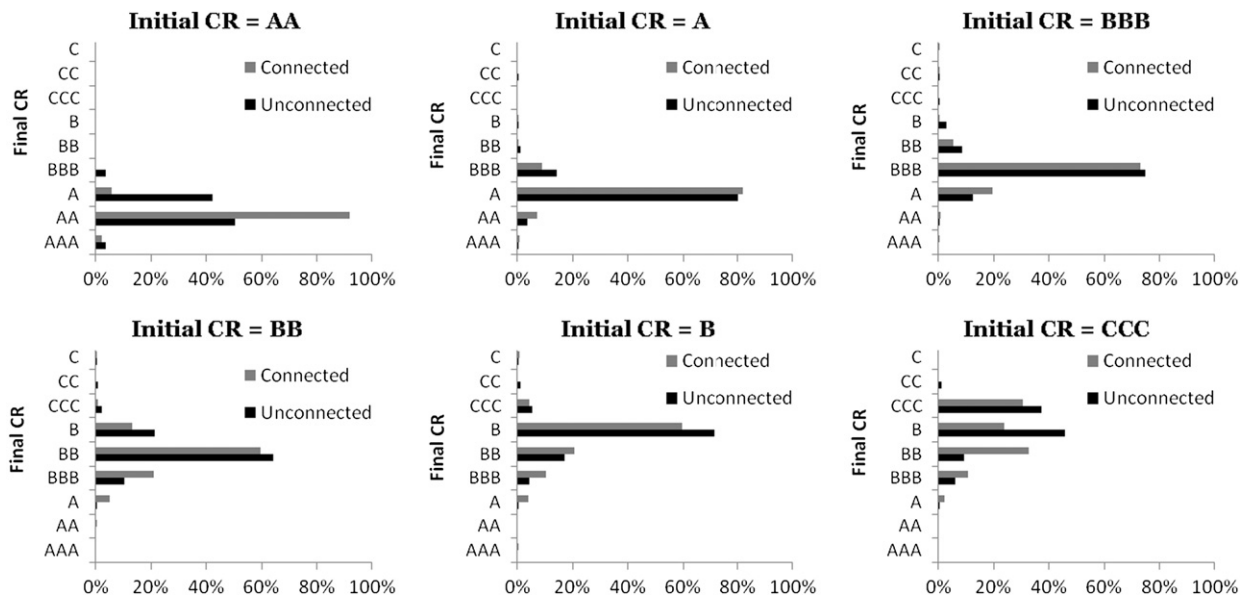 Initial CR = AA
Final CR
C
CC
CCC
B
BB
BBB
A
AA
AAA
Connected
Unconnected
0% 20% 40% 60% 80% 100%
Initial CR = A
Final CR
C
CC
CCC
B
BB
BBB
A
AA
AAA
Connected
Unconnected
0% 20% 40% 60% 80% 100%
Initial CR = BBB
Final CR
C
CC
CCC
B
BB
BBB
A
AA
AAA
Connected
Unconnected
0% 20% 40% 60% 80% 100%
Initial CR = BB
Final CR
C
CC
CCC
B
BB
BBB
A
AA
AAA
Connected
Unconnected
0% 20% 40% 60% 80% 100%
Initial CR = B
Final CR
C
CC
CCC
B
BB
BBB
A
AA
AAA
Connected
Unconnected
0% 20% 40% 60% 80% 100%
Initial CR = CCC
Final CR
C
CC
CCC
B
BB
BBB
A
AA
AAA
Connected
Unconnected
0% 20% 40% 60% 80% 100%